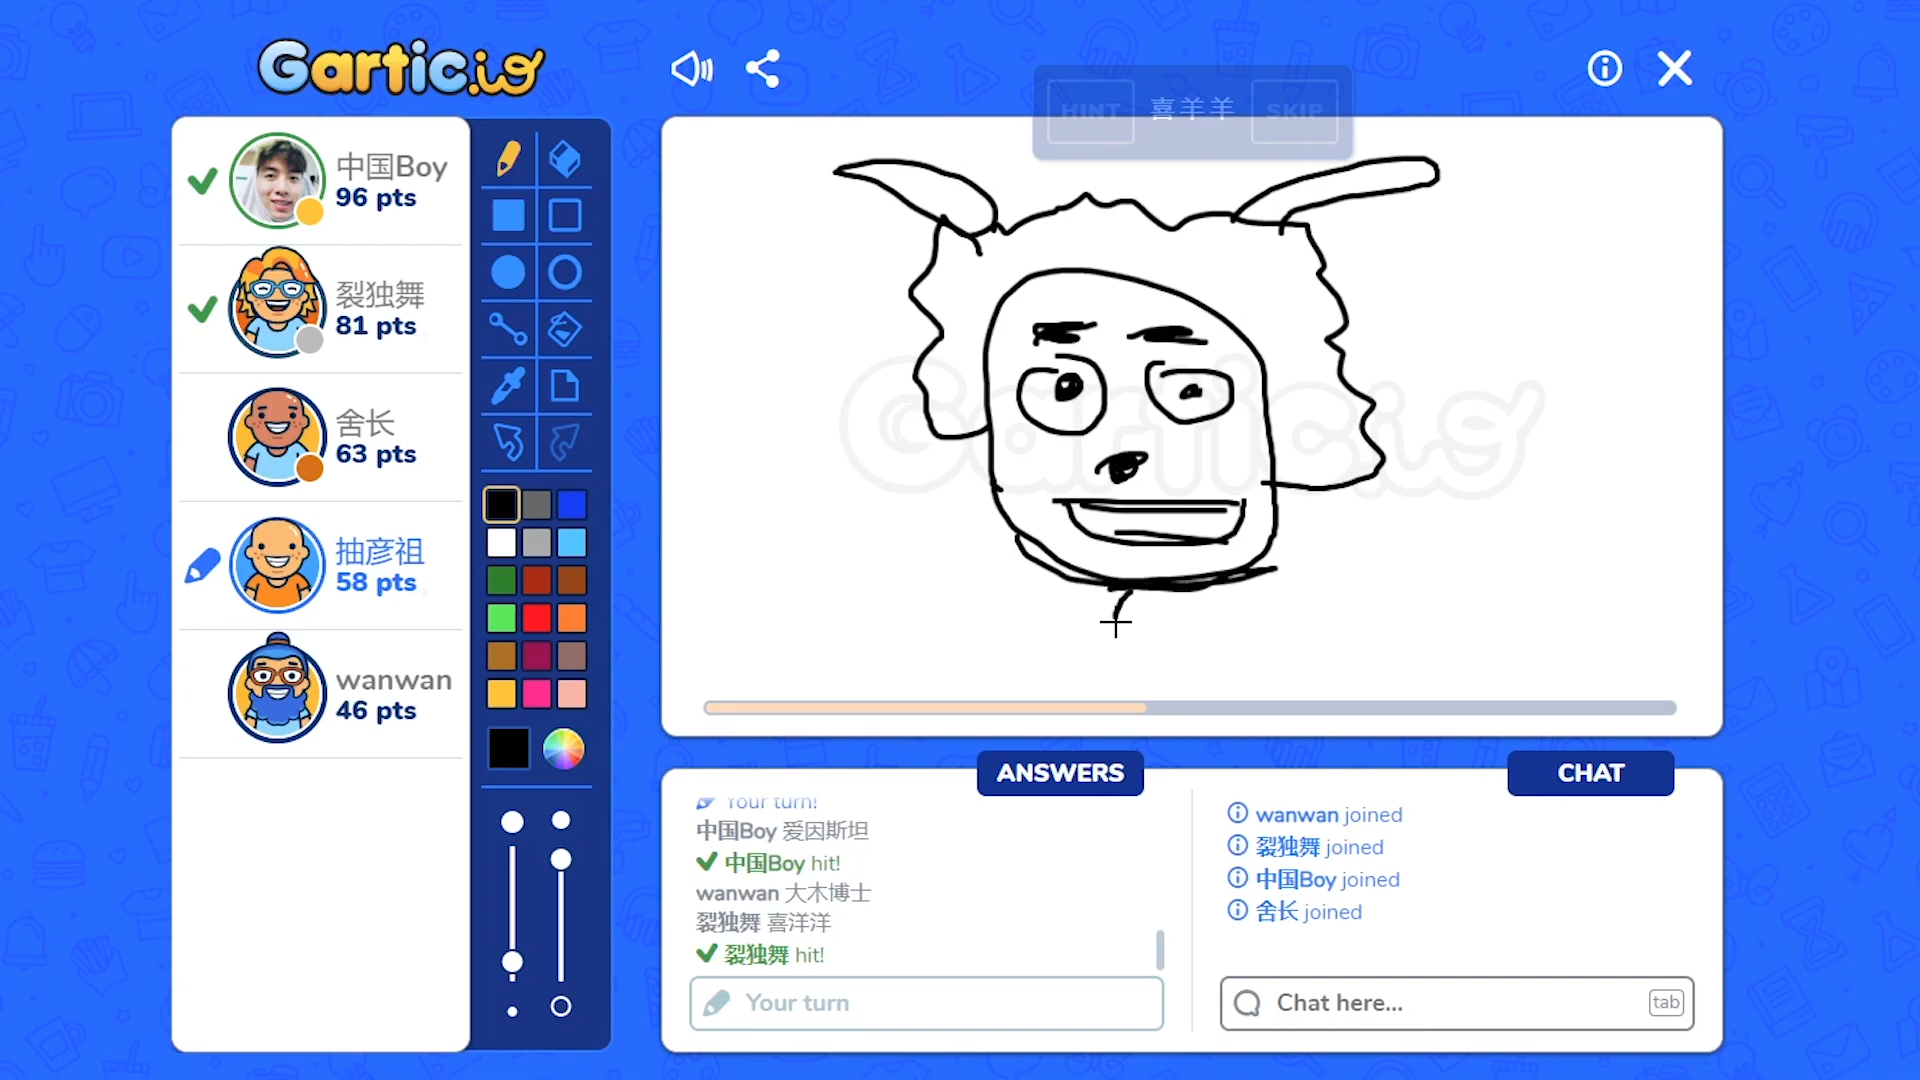 Gartic.io
HINT 喜羊羊 SKIP
中国Boy
96 pts
裂独舞
81 pts
舍长
63 pts
抽彦祖
58 pts
wanwan
46 pts
Gartic.io
ANSWERS
Your turn!
中国Boy 爱因斯坦
中国Boy hit!
wanwan 大木博士
裂独舞 喜洋洋
裂独舞 hit!
Your turn
CHAT
wanwan joined
裂独舞 joined
中国Boy joined
舍长 joined
Chat here... tab